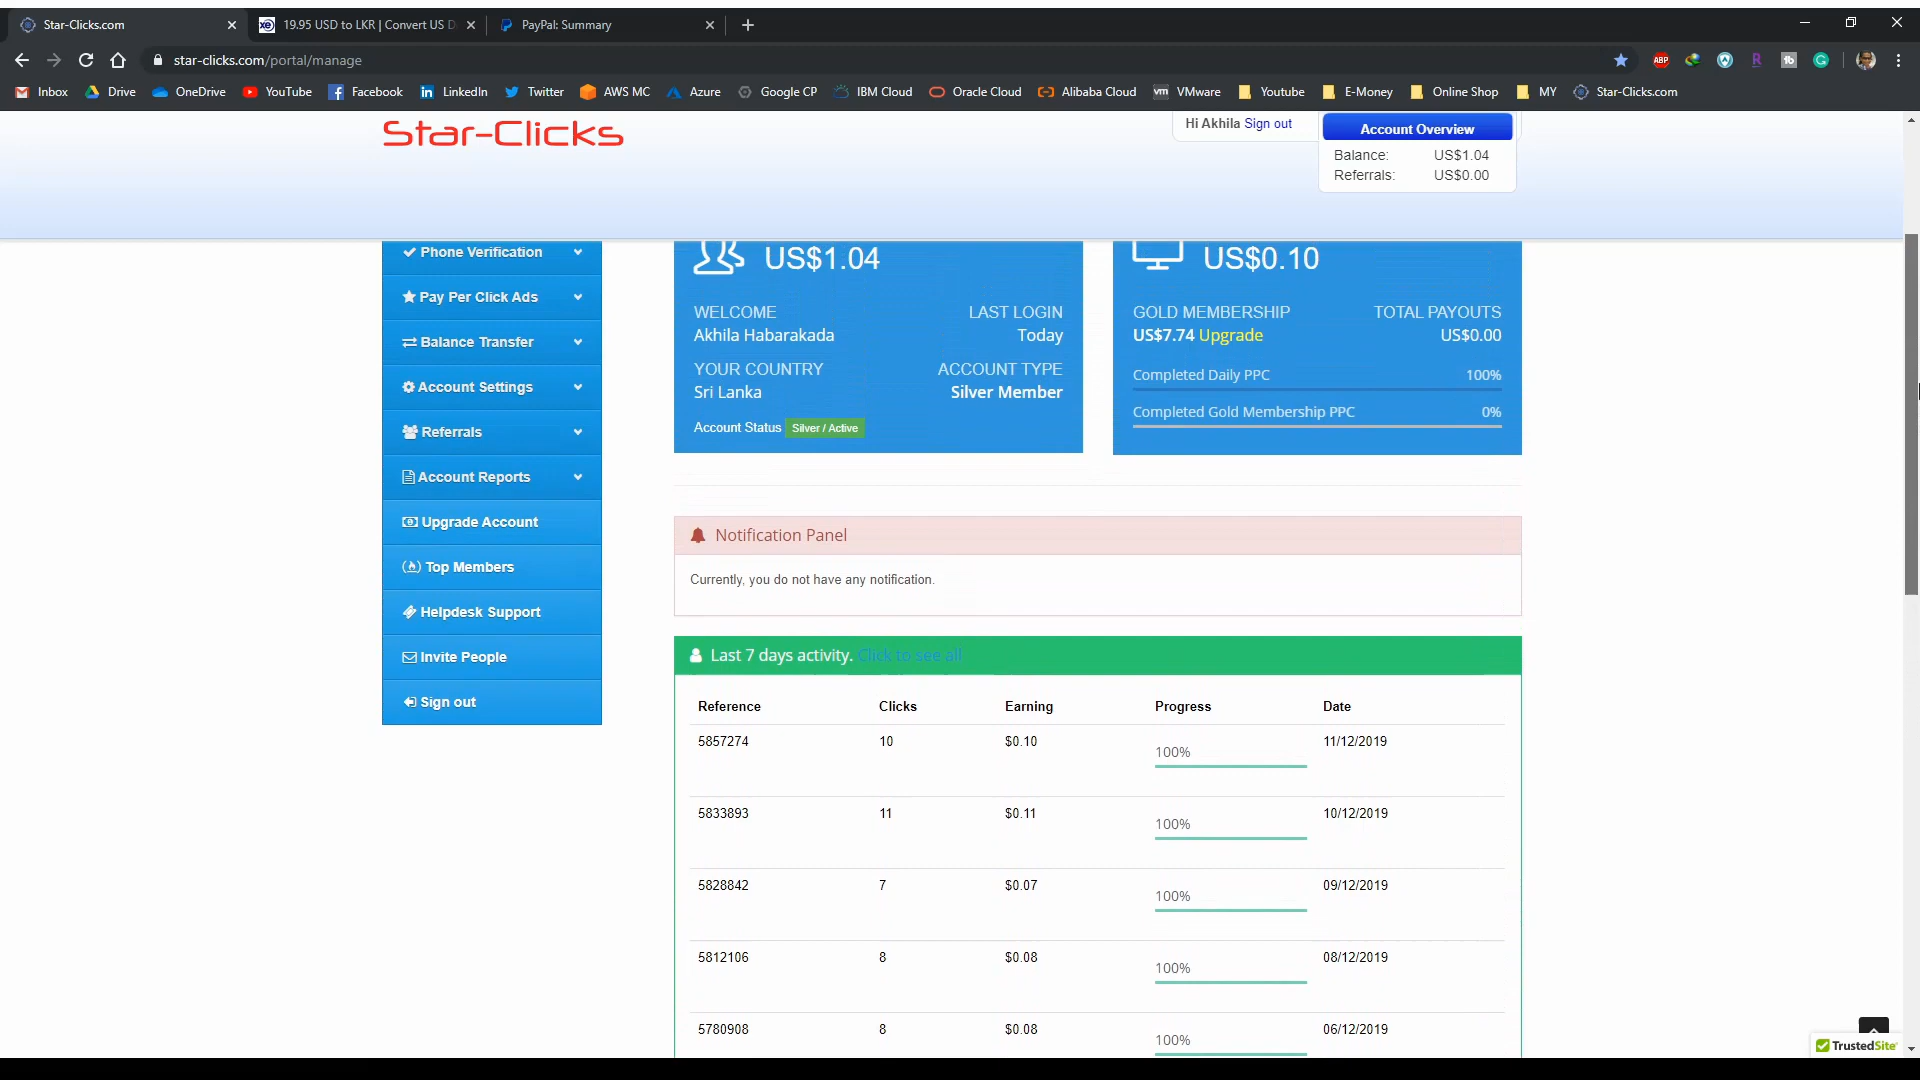 Star-Clicks.com
19.95 USD to LKR | Convert US D
PayPal: Summary
star-clicks.com/portal/manage
Inbox
Drive
OneDrive
YouTube
Facebook
LinkedIn
Twitter
AWS MC
Azure
Google CP
IBM Cloud
Oracle Cloud
Alibaba Cloud
VMware
Youtube
E-Money
Online Shop
MY
Star-Clicks.com
Star-Clicks
Hi Akhila Sign out
Account Overview
Balance: US$1.04
Referrals: US$0.00
Phone Verification
Pay Per Click Ads
Balance Transfer
Account Settings
Referrals
Account Reports
Upgrade Account
Top Members
Helpdesk Support
Invite People
Sign out
US$1.04
WELCOME LAST LOGIN
Akhila Habarakada Today
YOUR COUNTRY ACCOUNT TYPE
Sri Lanka Silver Member
Account Status Silver / Active
US$0.10
GOLD MEMBERSHIP TOTAL PAYOUTS
US$7.74 Upgrade US$0.00
Completed Daily PPC 100%
Completed Gold Membership PPC 0%
Notification Panel
Currently, you do not have any notification.
Last 7 days activity. Click to see all
Reference Clicks Earning Progress Date
5857274 10 $0.10 100% 11/12/2019
5833893 11 $0.11 100% 10/12/2019
5828842 7 $0.07 100% 09/12/2019
5812106 8 $0.08 100% 08/12/2019
5780908 8 $0.08 100% 06/12/2019
TrustedSite